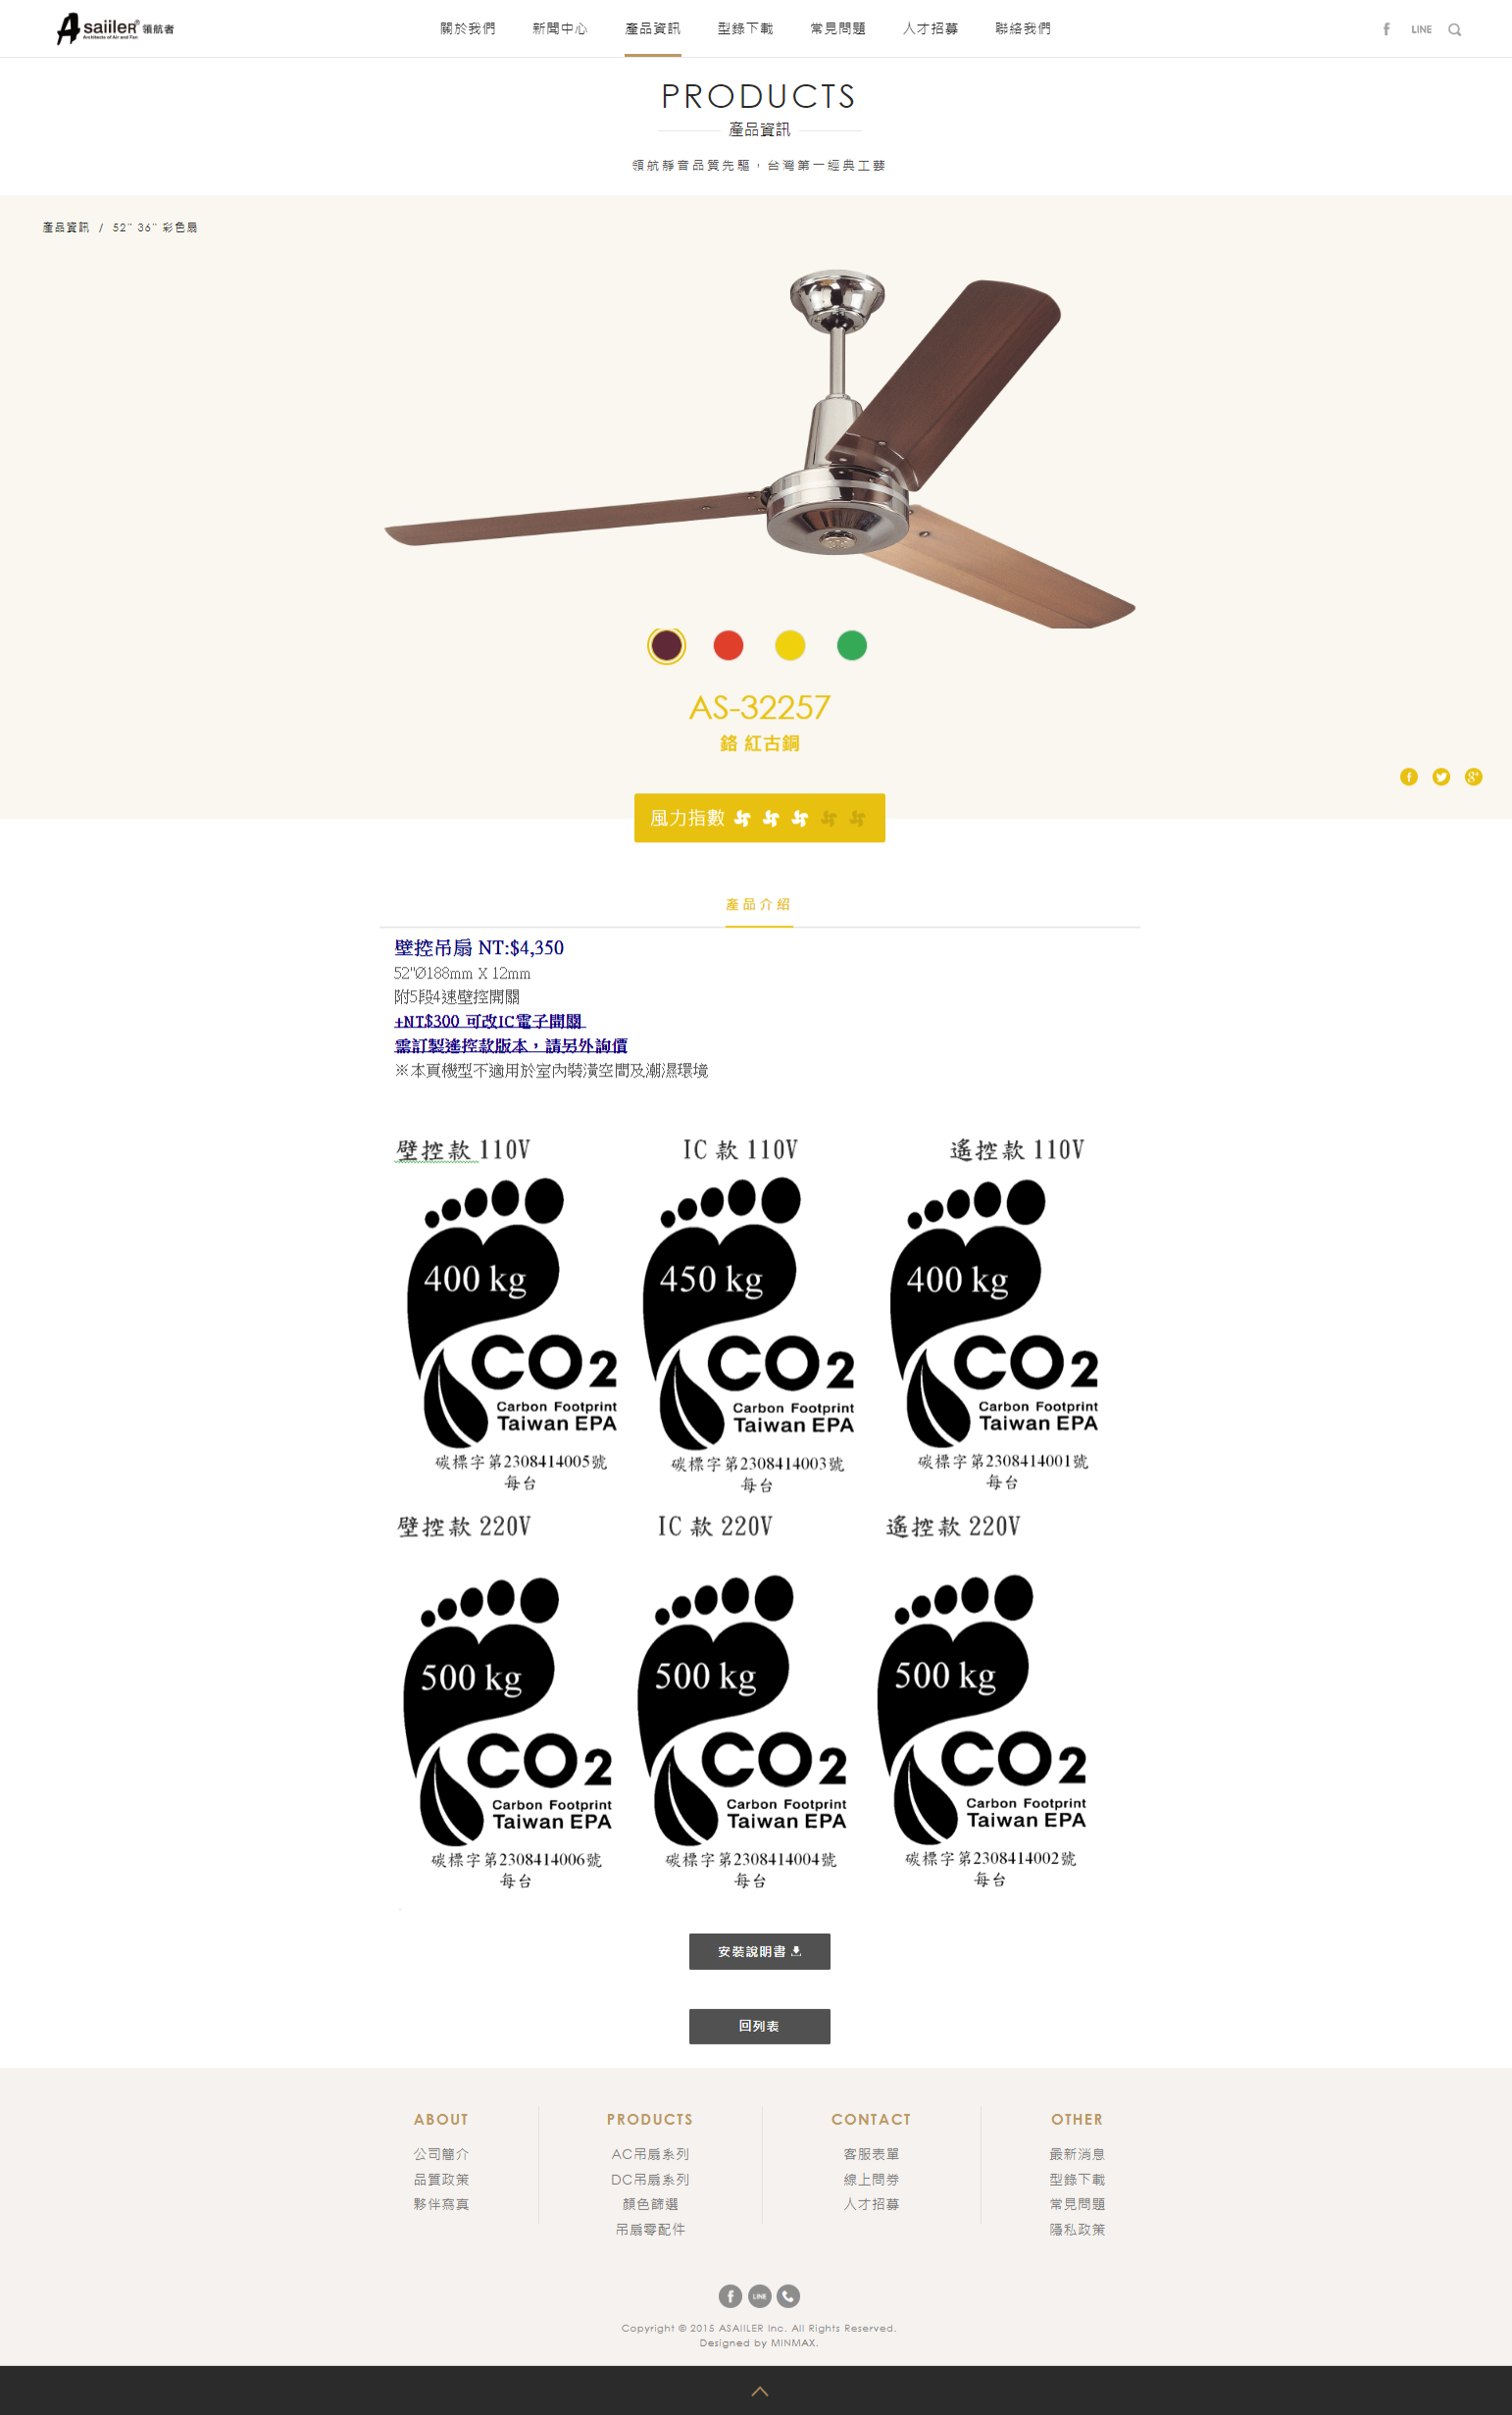 Asaiiler® 領航者
Architects of Air and Fan
關於我們 新聞中心 產品資訊 型錄下載 常見問題 人才招募 聯絡我們
LINE
PRODUCTS
產品資訊
領航靜音品質先驅，台灣第一經典工藝
產品資訊 / 52" 36" 彩色扇
AS-32257
鉻 紅古銅
風力指數
產品介紹
壁控吊扇 NT:$4,350
52"Ø188mm X 12mm
附5段4速壁控開關
+NT$300 可改IC電子開關
需訂製遙控款版本，請另外詢價
※本頁機型不適用於室內裝潢空間及潮濕環境
壁控款 110V IC 款 110V 遙控款 110V
400 kg 450 kg 400 kg
CO2 CO2 CO2
Carbon Footprint Carbon Footprint Carbon Footprint
Taiwan EPA Taiwan EPA Taiwan EPA
碳標字第2308414005號 碳標字第2308414003號 碳標字第2308414001號
每台 每台 每台
壁控款 220V IC 款 220V 遙控款 220V
500 kg 500 kg 500 kg
CO2 CO2 CO2
Carbon Footprint Carbon Footprint Carbon Footprint
Taiwan EPA Taiwan EPA Taiwan EPA
碳標字第2308414006號 碳標字第2308414004號 碳標字第2308414002號
每台 每台 每台
安裝說明書
回列表
ABOUT PRODUCTS CONTACT OTHER
公司簡介 AC吊扇系列 客服表單 最新消息
品質政策 DC吊扇系列 線上問券 型錄下載
夥伴寫真 顏色篩選 人才招募 常見問題
吊扇零配件 隱私政策
LINE
Copyright © 2015 ASAIILER Inc. All Rights Reserved.
Designed by MINMAX.